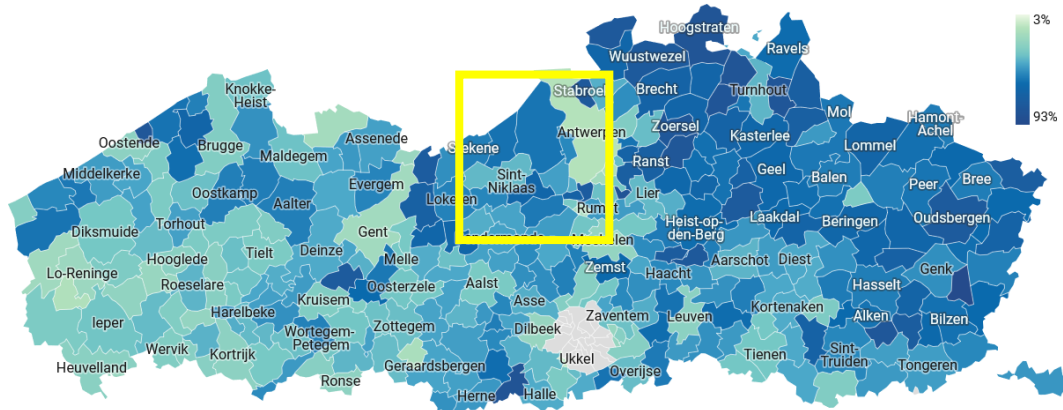 3%
93%
Hoogstraten
Ravels
Wuustwezel
Knokke-
Heist
Stabroek
Brecht
Turnhout
Mol
Hamont-
Achel
Oostende
Brugge
Assenede
Antwerpen
Zoersel
Kasterlee
Lommel
Maldegem
Stekene
Ranst
Geel
Balen
Peer
Bree
Middelkerke
Oostkamp
Evergem
Sint-
Niklaas
Lier
Aalter
Lokeren
Rumst
Laakdal
Beringen
Oudsbergen
Diksmuide
Torhout
Gent
Heist-op-
den-Berg
Hooglede
Tielt
Deinze
Melle
Dendermonde
Mechelen
Aarschot
Diest
Genk
Lo-Reninge
Roeselare
Kruisem
Oosterzele
Aalst
Zemst
Haacht
Hasselt
Ieper
Harelbeke
Asse
Kortenaken
Wortegem-
Petegem
Zottegem
Dilbeek
Zaventem
Leuven
Alken
Bilzen
Wervik
Kortrijk
Ukkel
Tienen
Sint-
Truiden
Heuvelland
Ronse
Geraardsbergen
Overijse
Tongeren
Herne
Halle